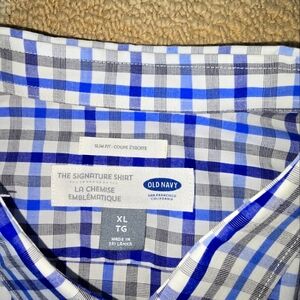 SLIM FIT - COUPE ÉTROITE
THE SIGNATURE SHIRT
LA CHEMISE
EMBLÉMATIQUE
OLD NAVY
SAN FRANCISCO
CALIFORNIA
XL
TG
MADE IN
SRI LANKA